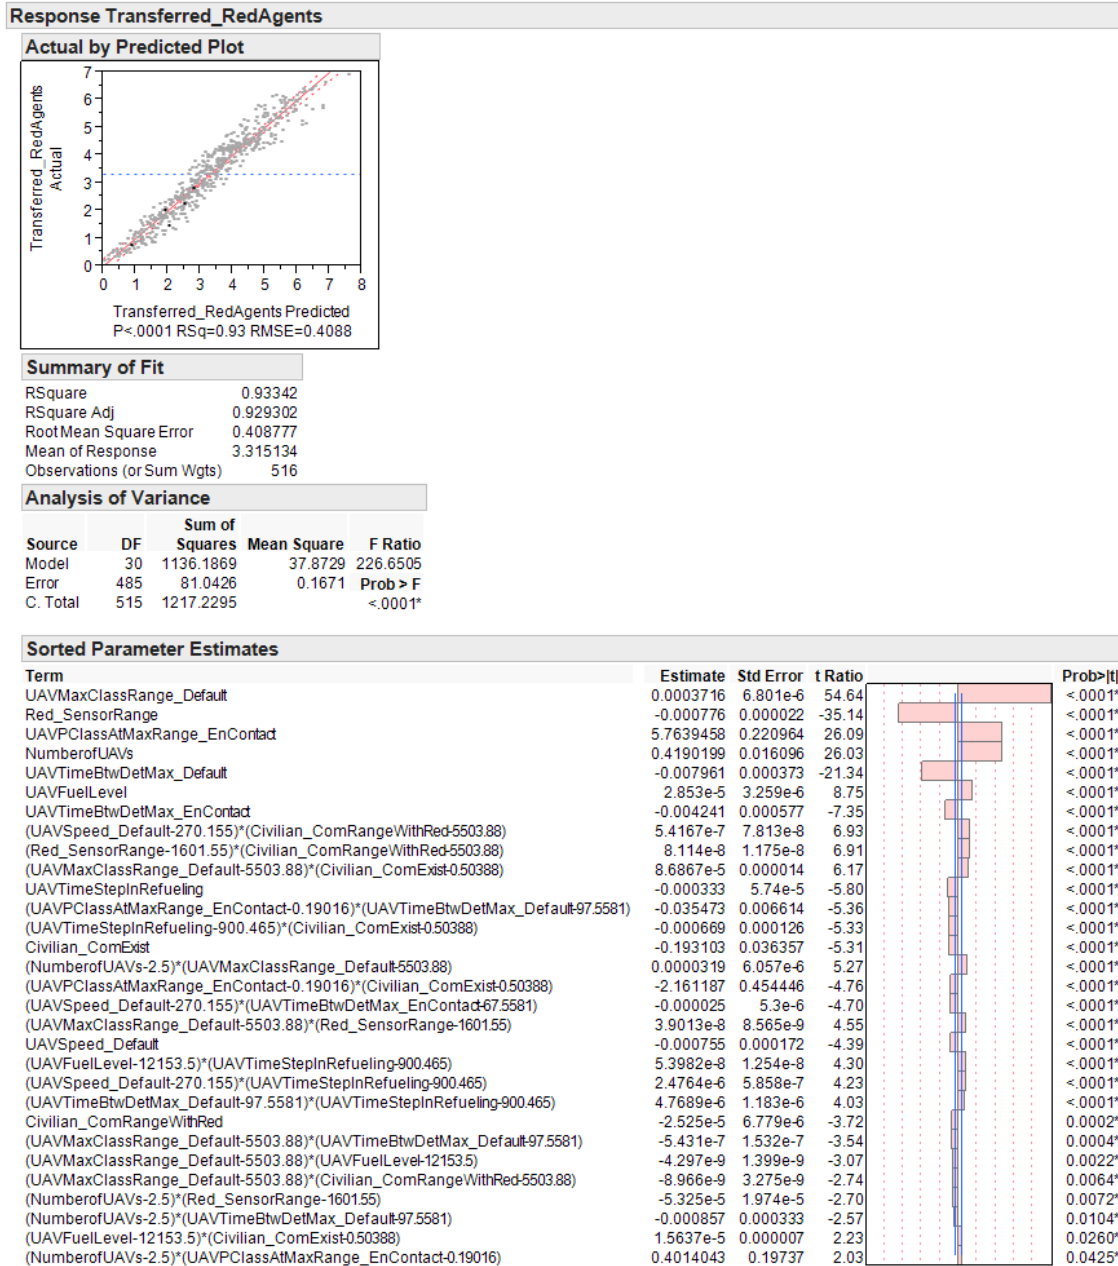 Response Transferred_RedAgents
Actual by Predicted Plot
7
6
5
4
3
2
1
0
Transferred_RedAgents
Actual
0 1 2 3 4 5 6 7 8
Transferred_RedAgents Predicted
P<.0001 RSq=0.93 RMSE=0.4088
Summary of Fit
RSquare 0.93342
RSquare Adj 0.929302
Root Mean Square Error 0.408777
Mean of Response 3.315134
Observations (or Sum Wgts) 516
Analysis of Variance
Sum of
Source DF Squares Mean Square F Ratio
Model 30 1136.1869 37.8729 226.6505
Error 485 81.0426 0.1671 Prob > F
C. Total 515 1217.2295 <.0001*
Sorted Parameter Estimates
Term Estimate Std Error t Ratio Prob>|t|
UAVMaxClassRange_Default 0.0003716 6.801e-6 54.64 <.0001*
Red_SensorRange -0.000776 0.000022 -35.14 <.0001*
UAVPClassAtMaxRange_EnContact 5.7639458 0.220964 26.09 <.0001*
NumberofUAVs 0.4190199 0.016096 26.03 <.0001*
UAVTimeBtwDetMax_Default -0.007961 0.000373 -21.34 <.0001*
UAVFuelLevel 2.853e-5 3.259e-6 8.75 <.0001*
UAVTimeBtwDetMax_EnContact -0.004241 0.000577 -7.35 <.0001*
(UAVSpeed_Default-270.155)*(Civilian_ComRangeWithRed-5503.88) 5.4167e-7 7.813e-8 6.93 <.0001*
(Red_SensorRange-1601.55)*(Civilian_ComRangeWithRed-5503.88) 8.114e-8 1.175e-8 6.91 <.0001*
(UAVMaxClassRange_Default-5503.88)*(Civilian_ComExist-0.50388) 8.6867e-5 0.000014 6.17 <.0001*
UAVTimeStepInRefueling -0.000333 5.74e-5 -5.80 <.0001*
(UAVPClassAtMaxRange_EnContact-0.19016)*(UAVTimeBtwDetMax_Default-97.5581) -0.035473 0.006614 -5.36 <.0001*
(UAVTimeStepInRefueling-900.465)*(Civilian_ComExist-0.50388) -0.000669 0.000126 -5.33 <.0001*
Civilian_ComExist -0.193103 0.036357 -5.31 <.0001*
(NumberofUAVs-2.5)*(UAVMaxClassRange_Default-5503.88) 0.0000319 6.057e-6 5.27 <.0001*
(UAVPClassAtMaxRange_EnContact-0.19016)*(Civilian_ComExist-0.50388) -2.161187 0.454446 -4.76 <.0001*
(UAVSpeed_Default-270.155)*(UAVTimeBtwDetMax_EnContact-67.5581) -0.000025 5.3e-6 -4.70 <.0001*
(UAVMaxClassRange_Default-5503.88)*(Red_SensorRange-1601.55) 3.9013e-8 8.565e-9 4.55 <.0001*
UAVSpeed_Default -0.000755 0.000172 -4.39 <.0001*
(UAVFuelLevel-12153.5)*(UAVTimeStepInRefueling-900.465) 5.3982e-8 1.254e-8 4.30 <.0001*
(UAVSpeed_Default-270.155)*(UAVTimeStepInRefueling-900.465) 2.4764e-6 5.858e-7 4.23 <.0001*
(UAVTimeBtwDetMax_Default-97.5581)*(UAVTimeStepInRefueling-900.465) 4.7689e-6 1.183e-6 4.03 <.0001*
Civilian_ComRangeWithRed -2.525e-5 6.779e-6 -3.72 0.0002*
(UAVMaxClassRange_Default-5503.88)*(UAVTimeBtwDetMax_Default-97.5581) -5.431e-7 1.532e-7 -3.54 0.0004*
(UAVMaxClassRange_Default-5503.88)*(UAVFuelLevel-12153.5) -4.297e-9 1.399e-9 -3.07 0.0022*
(UAVMaxClassRange_Default-5503.88)*(Civilian_ComRangeWithRed-5503.88) -8.966e-9 3.275e-9 -2.74 0.0064*
(NumberofUAVs-2.5)*(Red_SensorRange-1601.55) -5.325e-5 1.974e-5 -2.70 0.0072*
(NumberofUAVs-2.5)*(UAVTimeBtwDetMax_Default-97.5581) -0.000857 0.000333 -2.57 0.0104*
(UAVFuelLevel-12153.5)*(Civilian_ComExist-0.50388) 1.5637e-5 0.000007 2.23 0.0260*
(NumberofUAVs-2.5)*(UAVPClassAtMaxRange_EnContact-0.19016) 0.4014043 0.19737 2.03 0.0425*